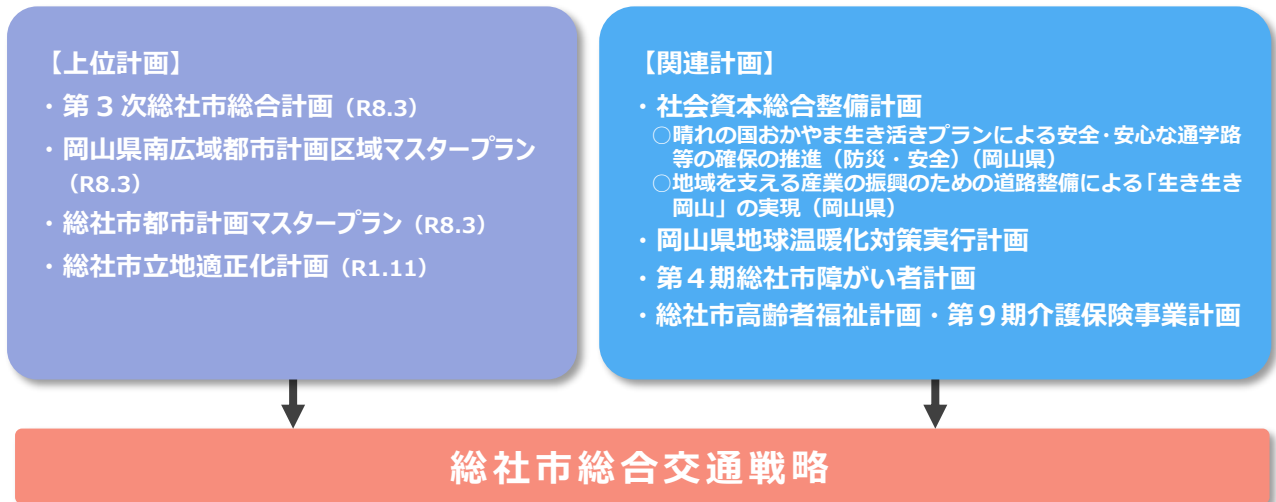 【上位計画】
・第3次総社市総合計画（R8.3）
・岡山県南広域都市計画区域マスタープラン
（R8.3）
・総社市都市計画マスタープラン（R8.3）
・総社市立地適正化計画（R1.11）
【関連計画】
・社会資本総合整備計画
○晴れの国おかやま生き活きプランによる安全・安心な通学路
等の確保の推進（防災・安全）（岡山県）
○地域を支える産業の振興のための道路整備による「生き生き
岡山」の実現（岡山県）
・岡山県地球温暖化対策実行計画
・第４期総社市障がい者計画
・総社市高齢者福祉計画・第９期介護保険事業計画
総社市総合交通戦略